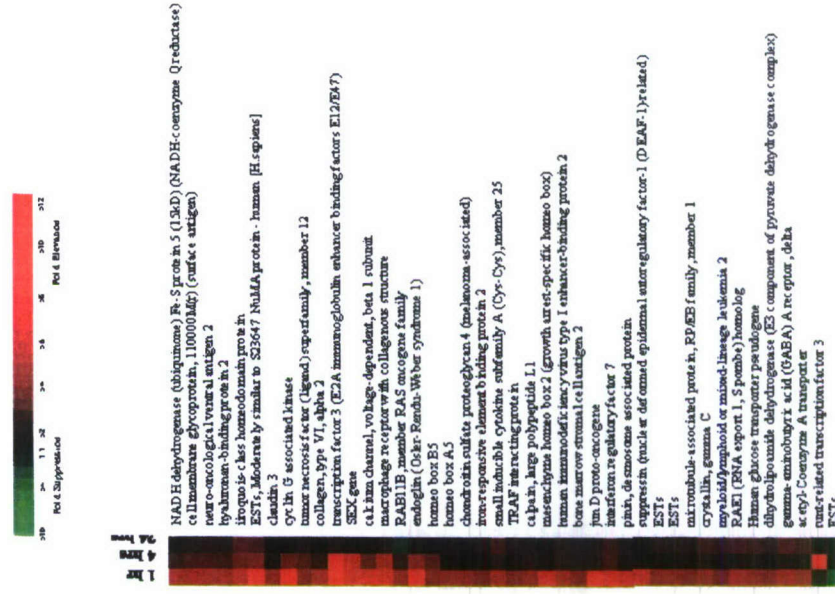 Fold Suppression
Fold Elevation
1 hr
4 hrs
24 hrs
NADH dehydrogenase (ubiquinone) Fe-S protein 5 (15kD) (NADH-coenzyme Q reductase)
cell membrane glycoprotein, 110000M(r) (surface antigen)
neuro-oncological ventral antigen 2
hyaluronan-binding protein 2
iroquois-class homeodomain protein
ESTs, Moderately similar to S23647 NuMA protein - human [H.sapiens]
claudin 3
cyclin G associated kinase
tumor necrosis factor (ligand) superfamily, member 12
collagen, type VI, alpha 2
transcription factor 3 (E2A immunoglobulin enhancer binding factors E12/E47)
SEX gene
calcium channel, voltage-dependent, beta 1 subunit
macrophage receptor with collagenous structure
RAB11B, member RAS oncogene family
endoglin (Osler-Rendu-Weber syndrome 1)
homeo box B5
homeo box A5
chondroitin sulfate proteoglycan 4 (melanoma-associated)
iron-responsive element binding protein 2
small inducible cytokine subfamily A (Cys-Cys), member 25
TRAF interacting protein
calpain, large polypeptide L1
mesenchyme homeo box 2 (growth arrest-specific homeo box)
human immunodeficiency virus type I enhancer-binding protein 2
bone marrow stromal cell antigen 2
jun D proto-oncogene
interferon regulatory factor 7
pinin, desmosome associated protein
suppressin (nuclear deformed epidermal autoregulatory factor-1 (DEAF-1)-related)
ESTs
ESTs
microtubule-associated protein, RP/EB family, member 1
crystallin, gamma C
myeloid/lymphoid or mixed-lineage leukemia 2
RAE1 (RNA export 1, S.pombe) homolog
Human glucose transporter pseudogene
dihydrolipoamide dehydrogenase (E3 component of pyruvate dehydrogenase complex)
gamma-aminobutyric acid (GABA) A receptor, delta
acetyl-Coenzyme A transporter
runt-related transcription factor 3
ESTs